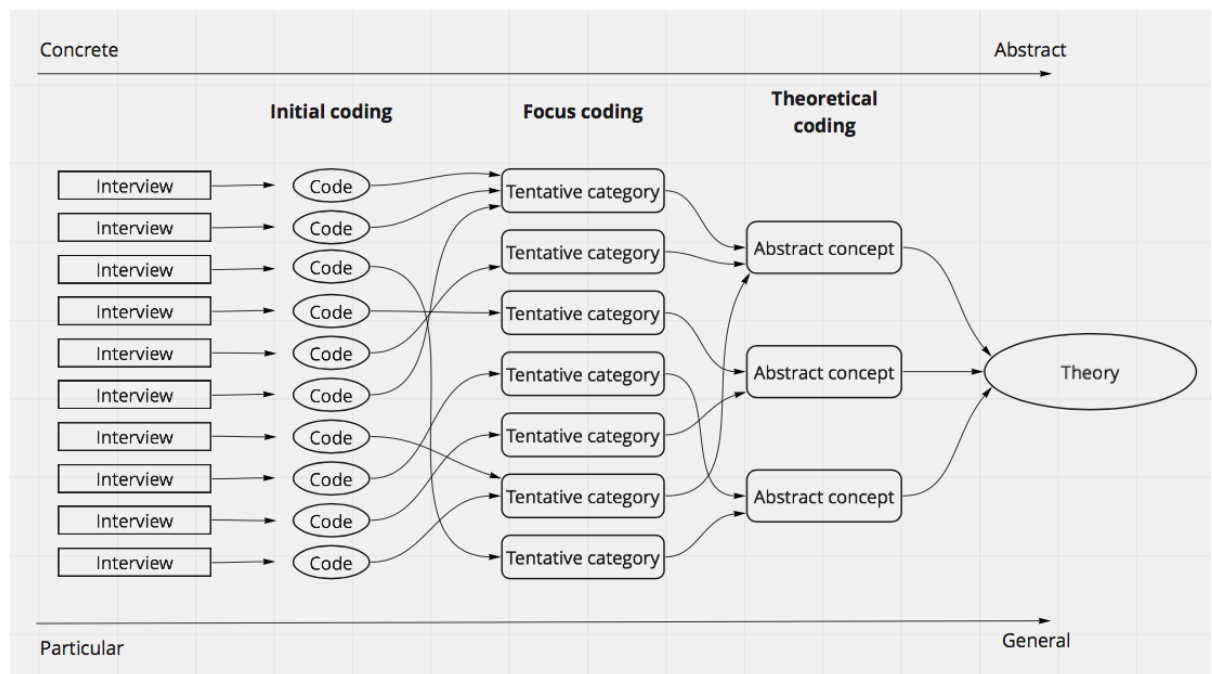 Concrete
Abstract
Initial coding
Focus coding
Theoretical
coding
Interview
Interview
Interview
Interview
Interview
Interview
Interview
Interview
Interview
Interview
Code
Code
Code
Code
Code
Code
Code
Code
Code
Code
Tentative category
Tentative category
Tentative category
Tentative category
Tentative category
Tentative category
Tentative category
Abstract concept
Abstract concept
Abstract concept
Theory
Particular
General